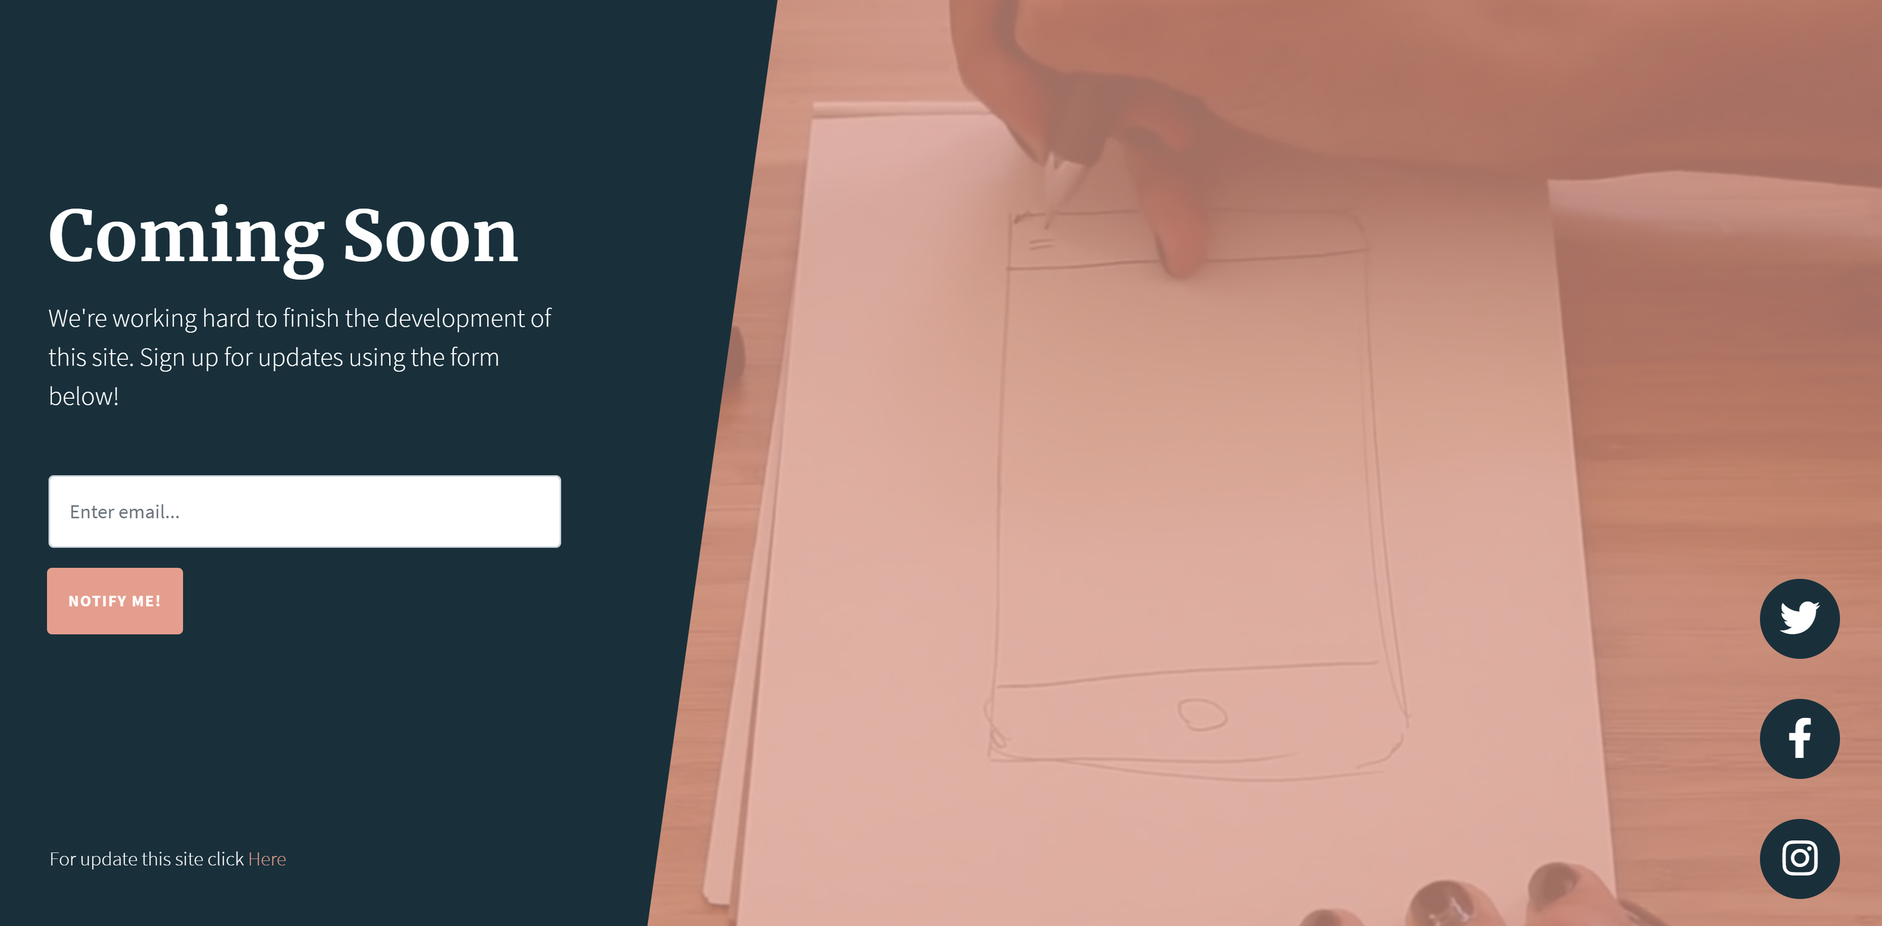 Coming Soon
We're working hard to finish the development of
this site. Sign up for updates using the form
below!
Enter email...
NOTIFY ME!
For update this site click Here